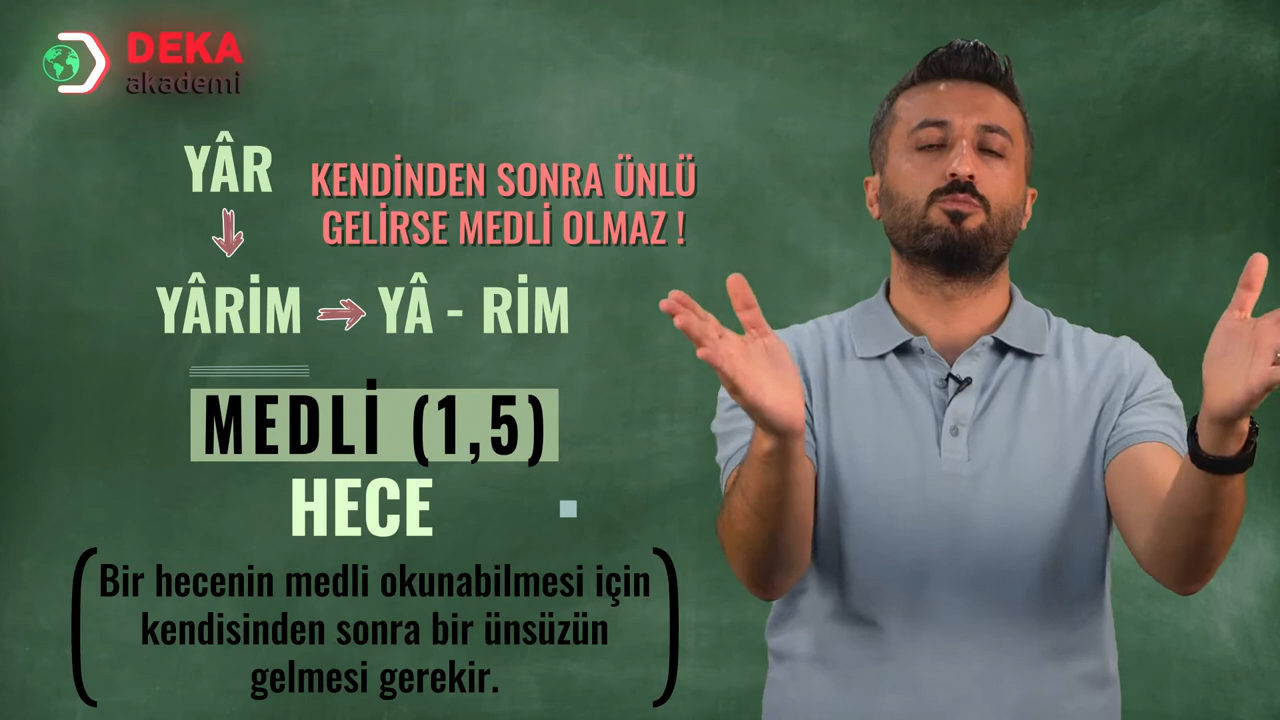 DEKA
akademi
YÂR
KENDİNDEN SONRA ÜNLÜ
GELİRSE MEDLİ OLMAZ !
YÂRİM → YÂ - RİM
MEDLİ (1,5)
HECE
(Bir hecenin medli okunabilmesi için
kendisinden sonra bir ünsüzün
gelmesi gerekir.)